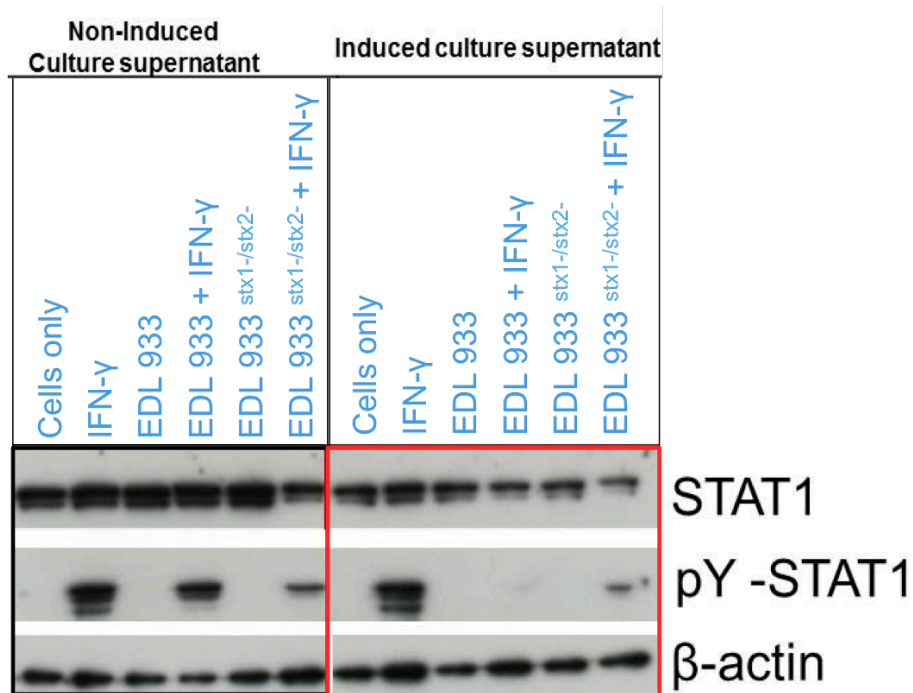 Non-Induced
Culture supernatant
Induced culture supernatant
Cells only
IFN-γ
EDL 933
EDL 933 + IFN-γ
EDL 933 stx1-/stx2-
EDL 933 stx1-/stx2- + IFN-γ
Cells only
IFN-γ
EDL 933
EDL 933 + IFN-γ
EDL 933 stx1-/stx2-
EDL 933 stx1-/stx2- + IFN-γ
STAT1
pY -STAT1
β-actin